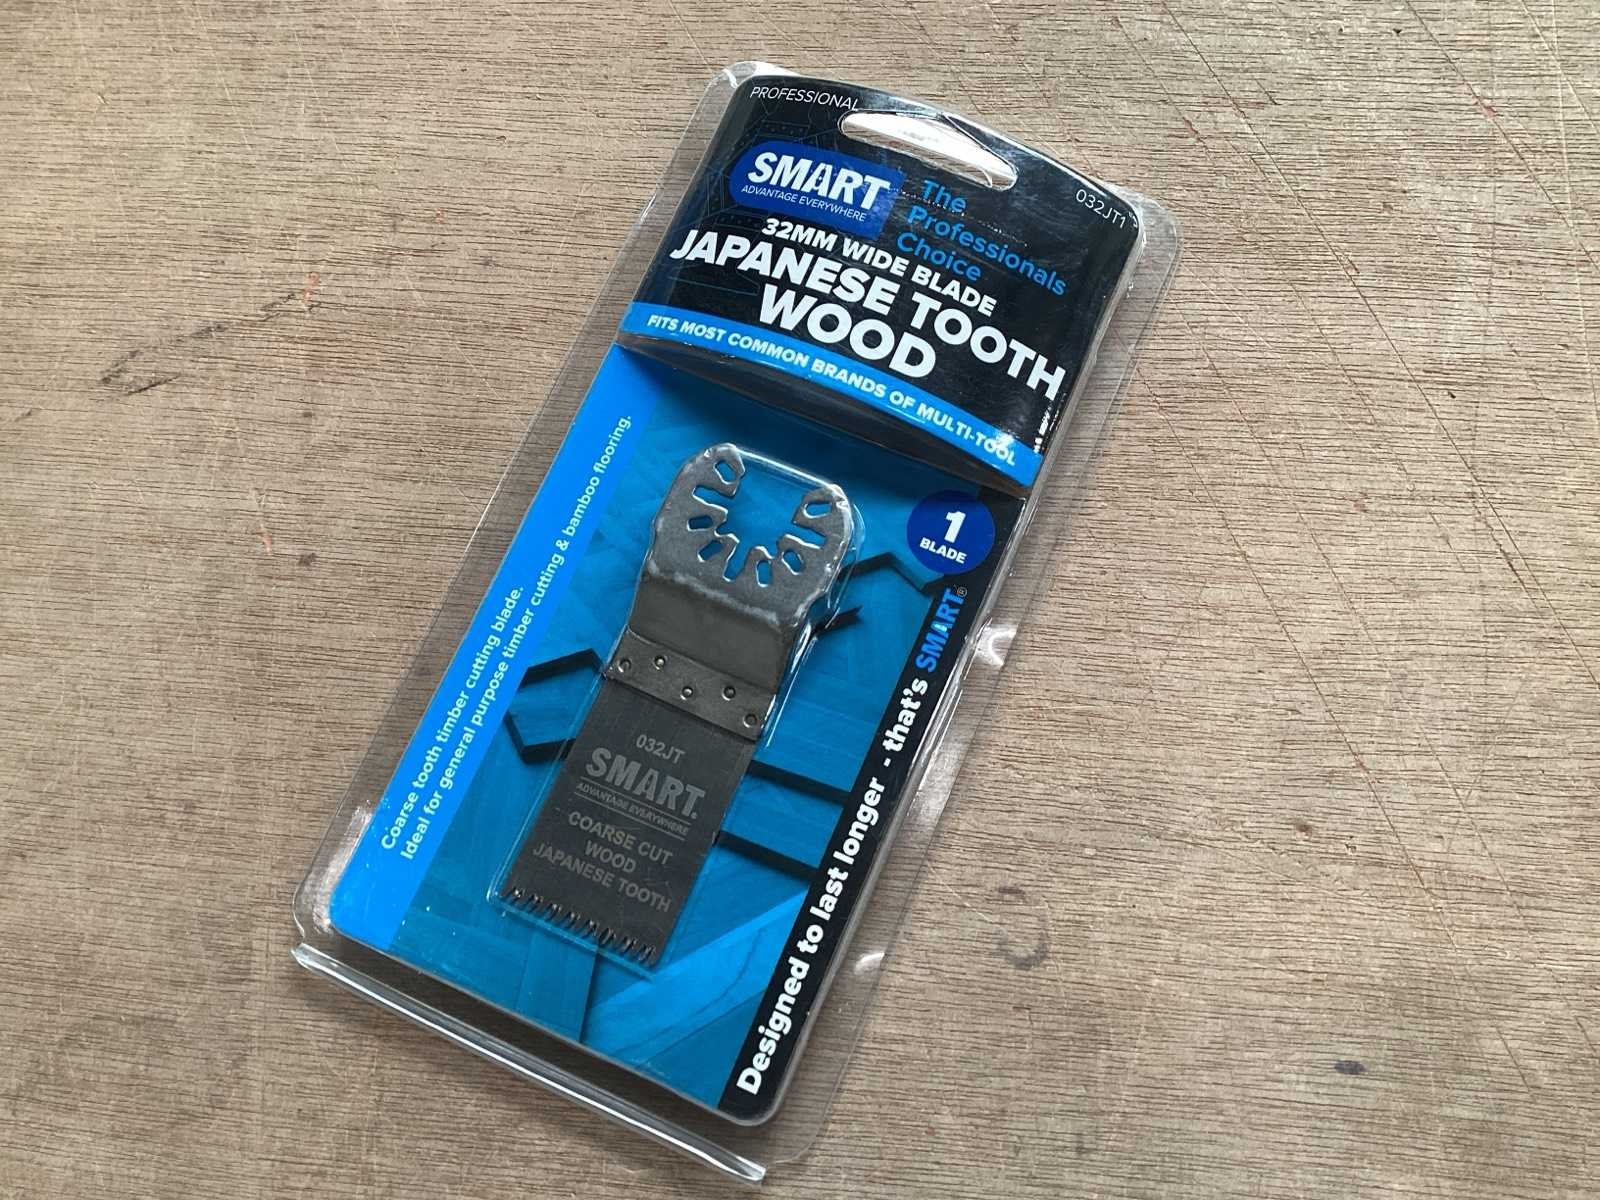 PROFESSIONAL
032JT1
SMART
ADVANTAGE EVERYWHERE
The
Professionals
Choice
32MM WIDE BLADE
JAPANESE TOOTH
WOOD
FITS MOST COMMON BRANDS OF MULTI-TOOL
1
BLADE
Coarse tooth timber cutting blade.
Ideal for general purpose timber cutting & bamboo flooring.
032JT
SMART®
ADVANTAGE EVERYWHERE
COARSE CUT
WOOD
JAPANESE TOOTH
Designed to last longer - that's SMART®